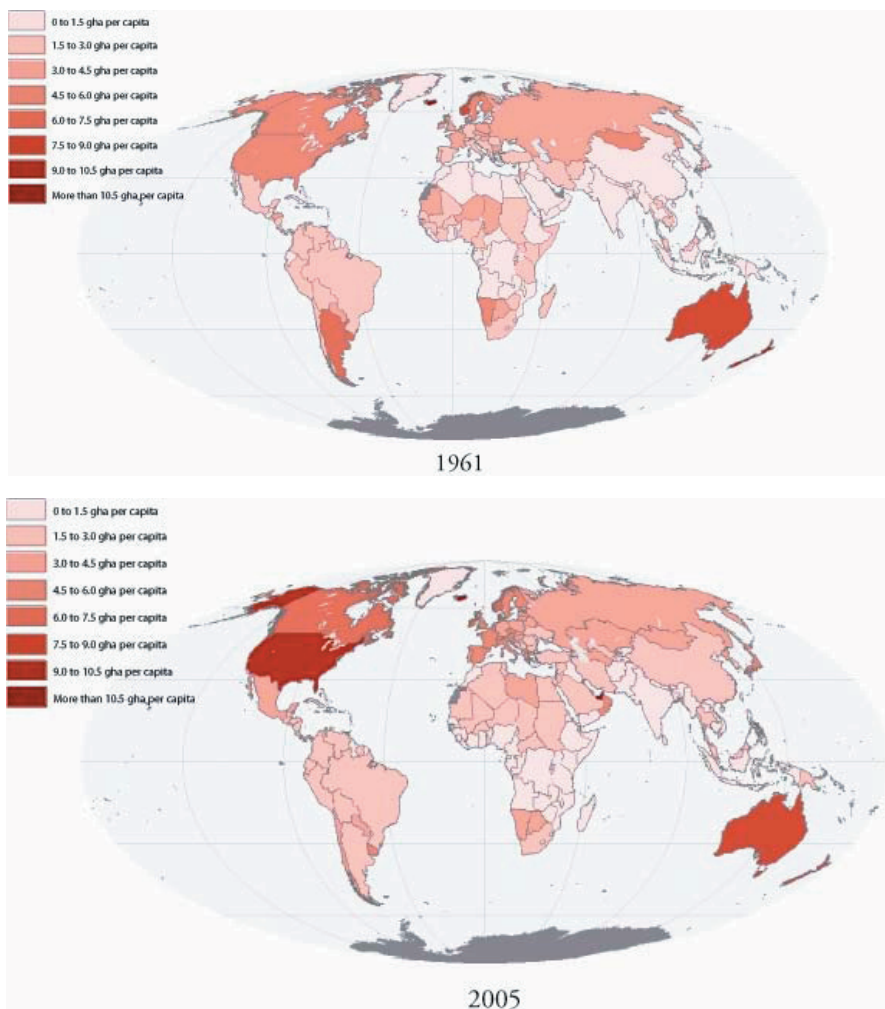 0 to 1.5 gha per capita
1.5 to 3.0 gha per capita
3.0 to 4.5 gha per capita
4.5 to 6.0 gha per capita
6.0 to 7.5 gha per capita
7.5 to 9.0 gha per capita
9.0 to 10.5 gha per capita
More than 10.5 gha per capita
1961
0 to 1.5 gha per capita
1.5 to 3.0 gha per capita
3.0 to 4.5 gha per capita
4.5 to 6.0 gha per capita
6.0 to 7.5 gha per capita
7.5 to 9.0 gha per capita
9.0 to 10.5 gha per capita
More than 10.5 gha per capita
2005